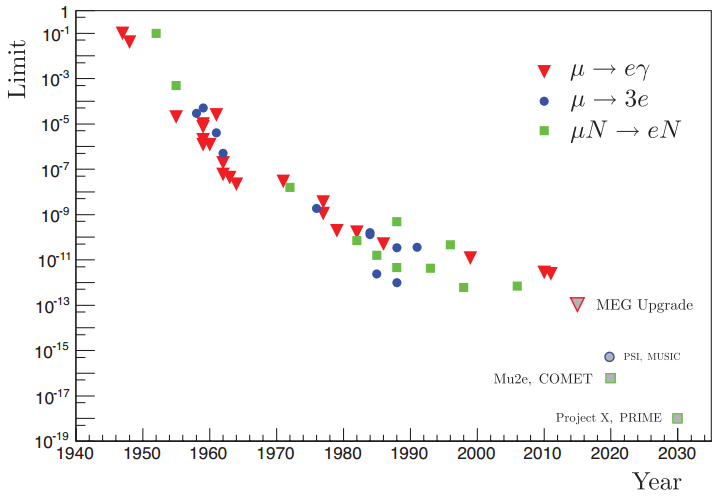 Limit
1
10⁻¹
10⁻³
10⁻⁵
10⁻⁷
10⁻⁹
10⁻¹¹
10⁻¹³
10⁻¹⁵
10⁻¹⁷
10⁻¹⁹
μ → eγ
μ → 3e
μN → eN
MEG Upgrade
PSI, MUSIC
Mu2e, COMET
Project X, PRIME
1940 1950 1960 1970 1980 1990 2000 2010 2020 2030
Year